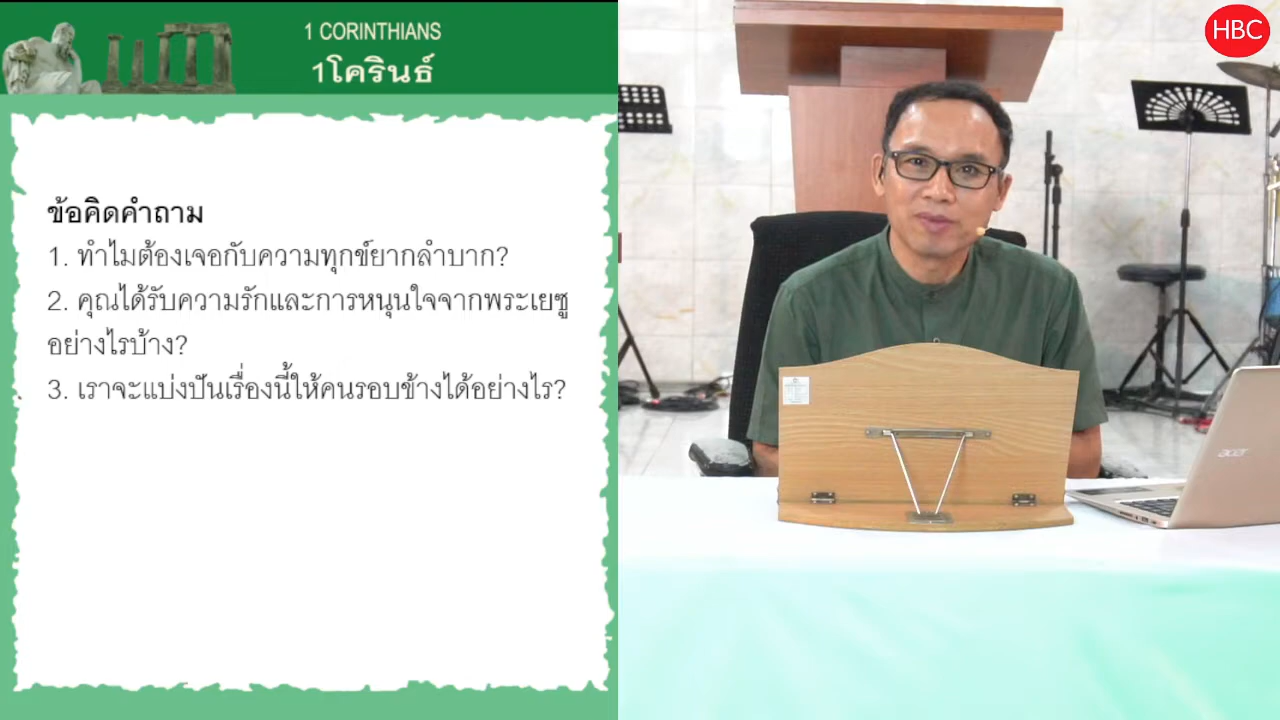 1 CORINTHIANS
1โครินธ์
ข้อคิดคำถาม
1. ทำไมต้องเจอกับความทุกข์ยากลำบาก?
2. คุณได้รับความรักและการหนุนใจจากพระเยซู
อย่างไรบ้าง?
3. เราจะแบ่งปันเรื่องนี้ให้คนรอบข้างได้อย่างไร?
HBC
acer